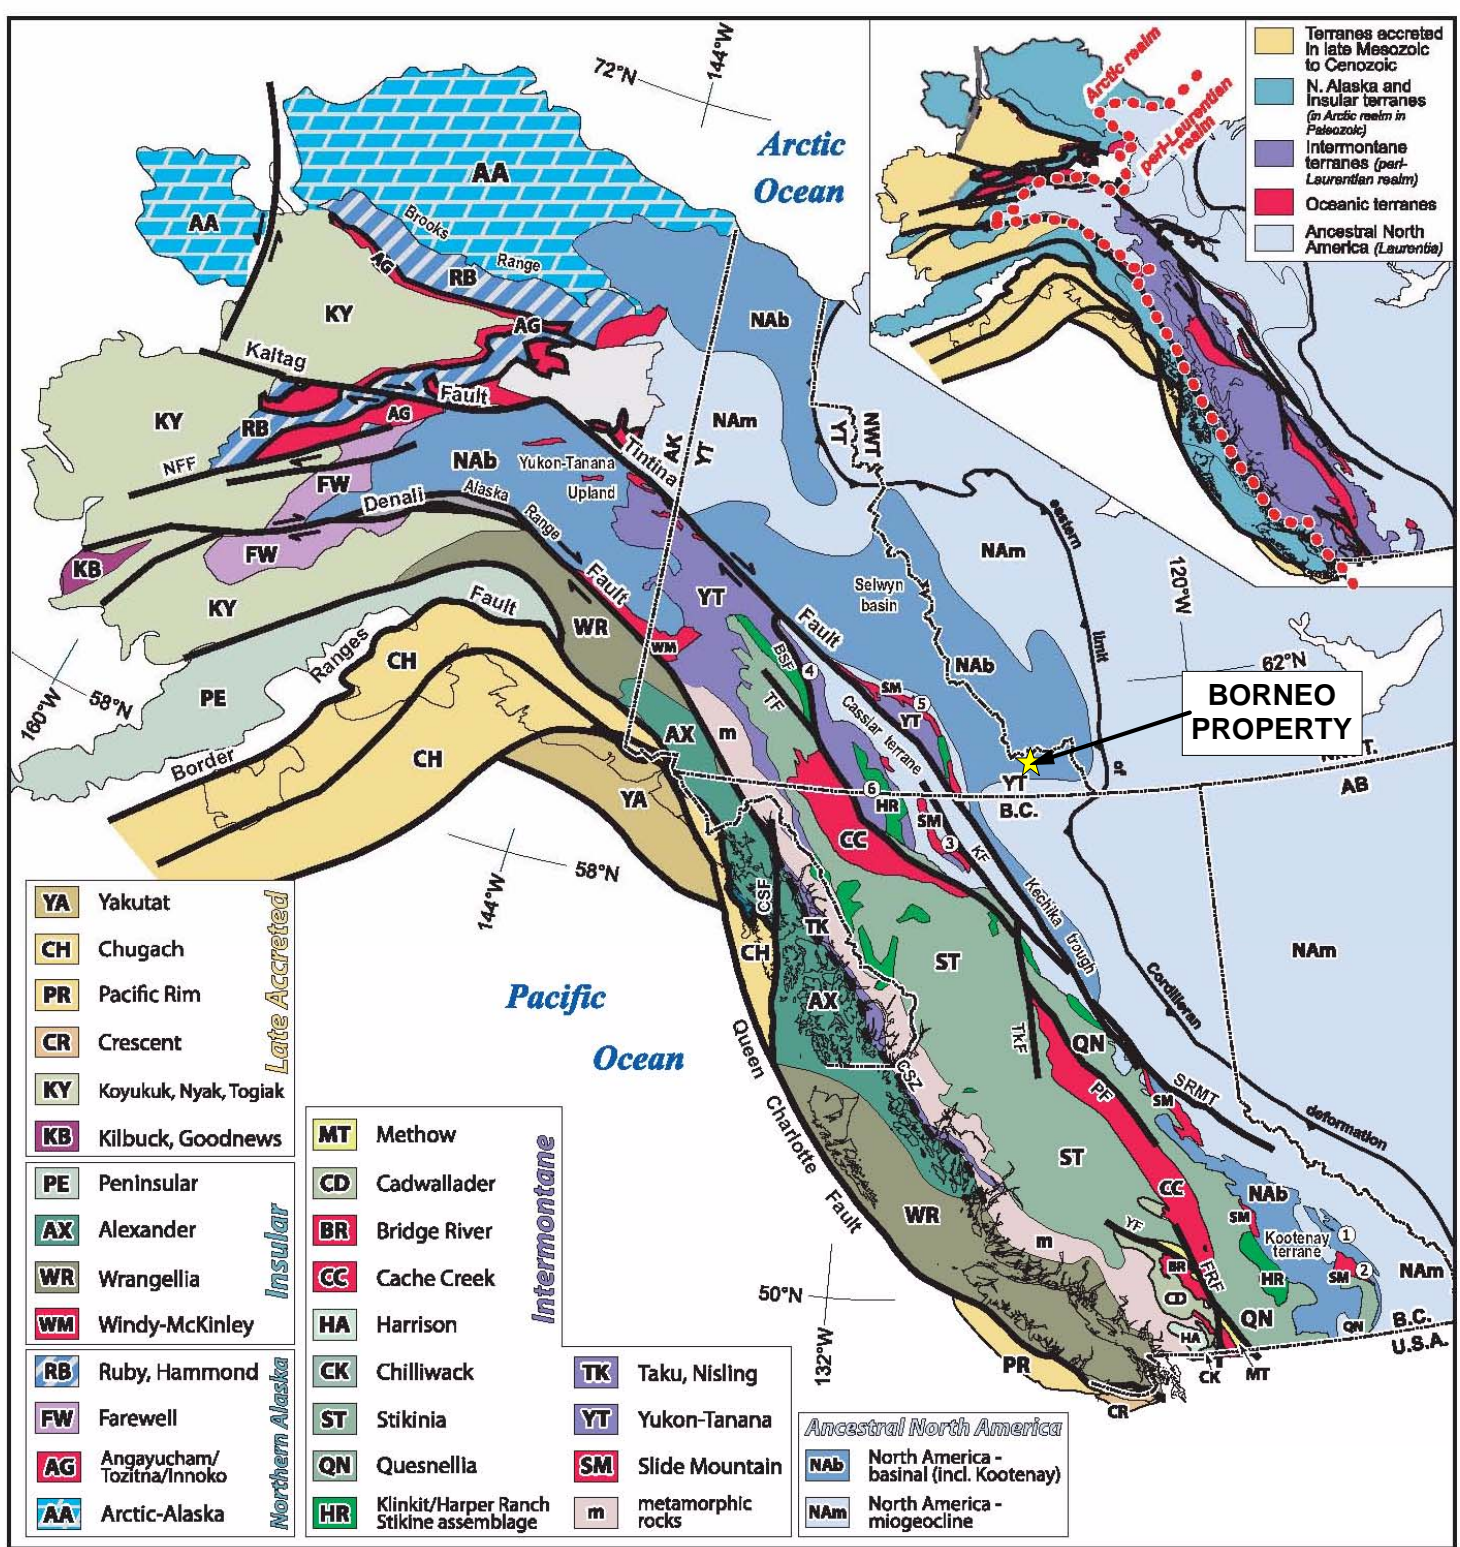 72°N
144°W
Arctic
Ocean
AA
AA
Brooks
Range
RB
AG
KY
AG
NAb
Kaltag
Fault
KY
RB
AG
NAm
AK
YT
YT
NWT
NFF
NAb
Yukon-Tanana
Upland
Tintina
FW
Denali
Alaska
Range
eastern
NAm
FW
KB
Fault
Selwyn
basin
120°W
KY
Fault
YT
Fault
limit
WR
WM
BSF
4
NAb
62°N
Ranges
CH
PE
160°W
58°N
TF
SM
5
YT
Cassiar terrane
BORNEO
PROPERTY
AX
m
Border
CH
of
YT
B.C.
AB
YA
6
HR
SM
CC
3
KF
58°N
144°W
Kechika trough
CSF
TK
CH
ST
NAm
Cordilleran
Pacific
Ocean
AX
Queen Charlotte Fault
CSZ
TkF
QN
PF
SM
SRMT
deformation
ST
CC
NAb
SM
WR
m
YF
Kootenay
terrane
1
BR
FRF
HR
SM
2
NAm
CD
50°N
QN
QN
B.C.
U.S.A.
HA
132°W
PR
CK
MT
CR
Arctic realm
peri-Laurentian
realm
Terranes accreted
in late Mesozoic
to Cenozoic
N. Alaska and
Insular terranes
(in Arctic realm in
Paleozoic)
Intermontane
terranes (peri-
Laurentian realm)
Oceanic terranes
Ancestral North
America (Laurentia)
Late Accreted
YA Yakutat
CH Chugach
PR Pacific Rim
CR Crescent
KY Koyukuk, Nyak, Togiak
KB Kilbuck, Goodnews
Insular
PE Peninsular
AX Alexander
WR Wrangellia
WM Windy-McKinley
Northern Alaska
RB Ruby, Hammond
FW Farewell
AG Angayucham/
Tozitna/Innoko
AA Arctic-Alaska
Intermontane
MT Methow
CD Cadwallader
BR Bridge River
CC Cache Creek
HA Harrison
CK Chilliwack
ST Stikinia
QN Quesnellia
HR Klinkit/Harper Ranch
Stikine assemblage
TK Taku, Nisling
YT Yukon-Tanana
SM Slide Mountain
m metamorphic
rocks
Ancestral North America
NAb North America -
basinal (incl. Kootenay)
NAm North America -
miogeocline